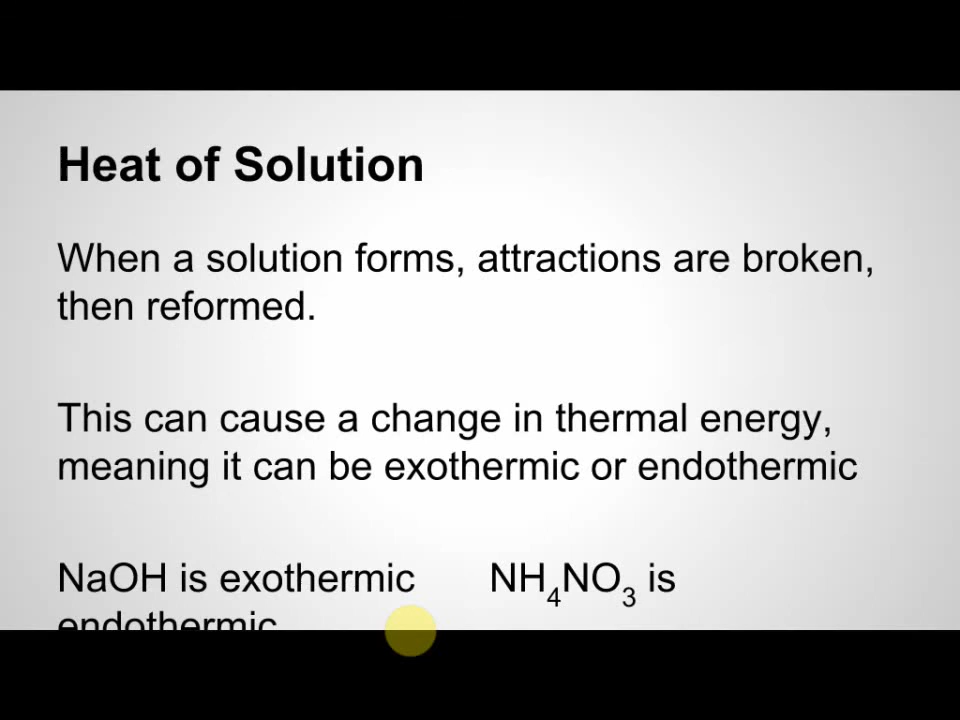 Heat of Solution
When a solution forms, attractions are broken,
then reformed.
This can cause a change in thermal energy,
meaning it can be exothermic or endothermic
NaOH is exothermic NH₄NO₃ is
endothermic